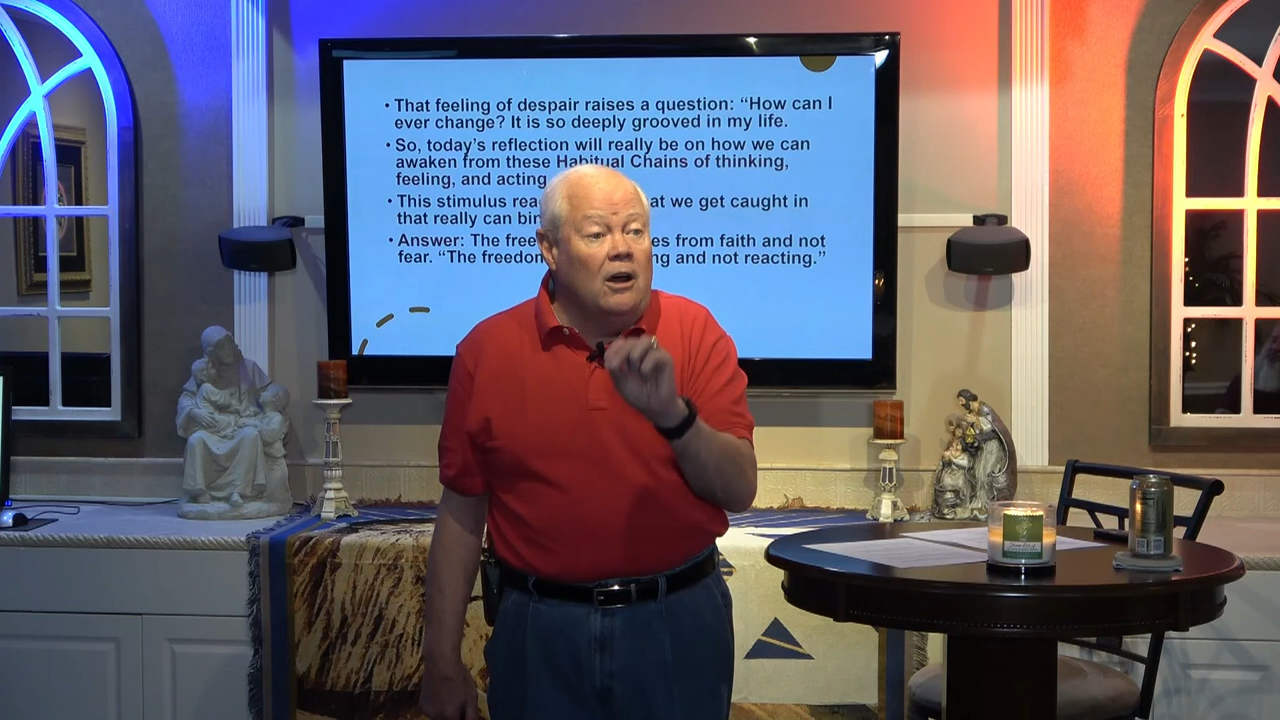 • That feeling of despair raises a question: “How can I
ever change? It is so deeply grooved in my life.
• So, today’s reflection will really be on how we can
awaken from these Habitual Chains of thinking,
feeling, and acting
• This stimulus rea at we get caught in
that really can bin
• Answer: The free es from faith and not
fear. “The freedom ng and not reacting.”